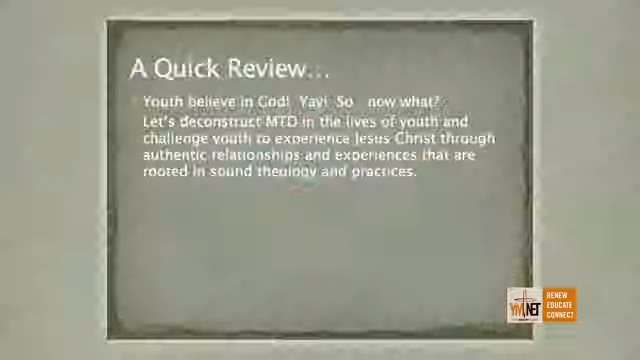 A Quick Review...
Youth believe in God! Yay! So now what?
Let's deconstruct MTD in the lives of youth and
challenge youth to experience Jesus Christ through
authentic relationships and experiences that are
rooted in sound theology and practices.
YMNET
RENEW
EDUCATE
CONNECT